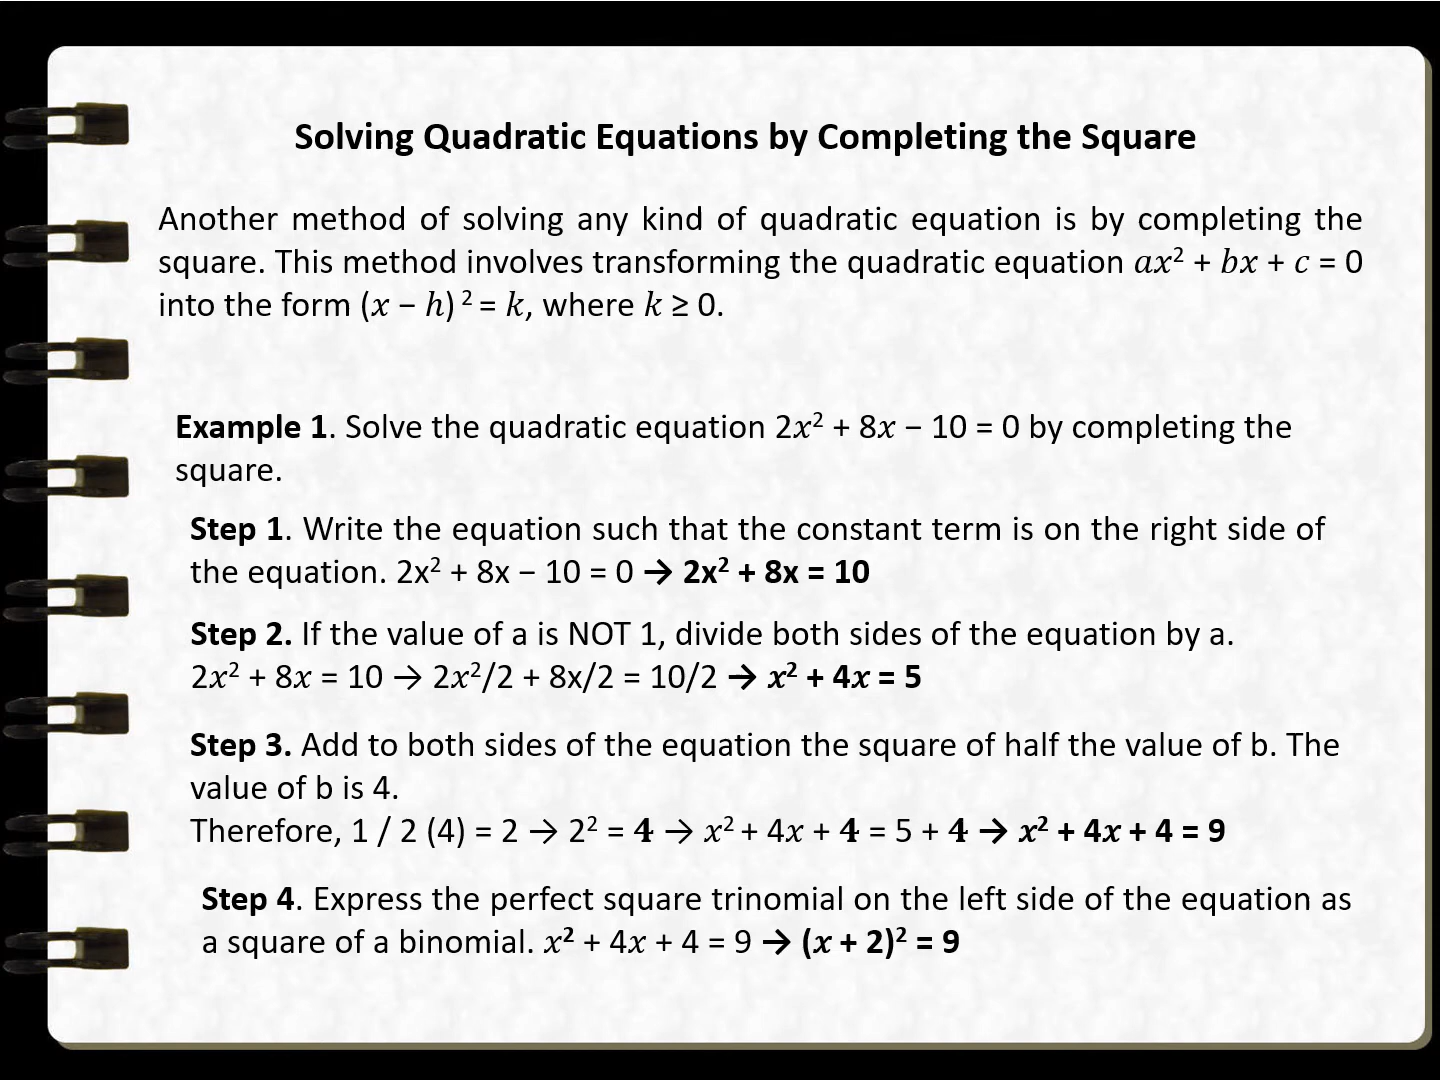 Solving Quadratic Equations by Completing the Square
Another method of solving any kind of quadratic equation is by completing the
square. This method involves transforming the quadratic equation 𝑎𝑥² + 𝑏𝑥 + 𝑐 = 0
into the form (𝑥 − ℎ) ² = 𝑘, where 𝑘 ≥ 0.
Example 1. Solve the quadratic equation 2𝑥² + 8𝑥 − 10 = 0 by completing the
square.
Step 1. Write the equation such that the constant term is on the right side of
the equation. 2x² + 8x − 10 = 0 → 2x² + 8x = 10
Step 2. If the value of a is NOT 1, divide both sides of the equation by a.
2𝑥² + 8𝑥 = 10 → 2𝑥²/2 + 8x/2 = 10/2 → 𝒙² + 4𝒙 = 5
Step 3. Add to both sides of the equation the square of half the value of b. The
value of b is 4.
Therefore, 1 / 2 (4) = 2 → 2² = 𝟒 → 𝑥² + 4𝑥 + 𝟒 = 5 + 𝟒 → 𝒙² + 4𝒙 + 4 = 9
Step 4. Express the perfect square trinomial on the left side of the equation as
a square of a binomial. 𝑥² + 4𝑥 + 4 = 9 → (𝒙 + 2)² = 9